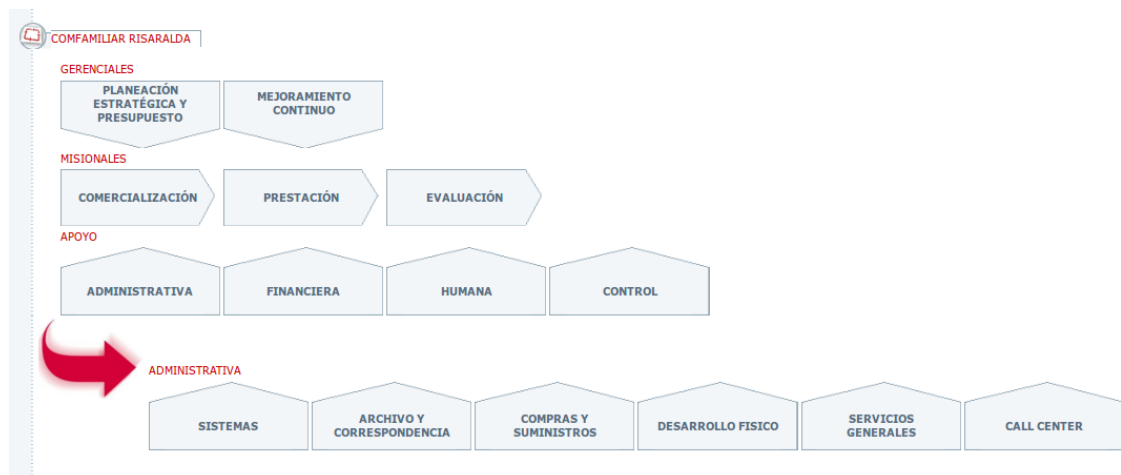 COMFAMILIAR RISARALDA
GERENCIALES
PLANEACIÓN
ESTRATÉGICA Y
PRESUPUESTO
MEJORAMIENTO
CONTINUO
MISIONALES
COMERCIALIZACIÓN
PRESTACIÓN
EVALUACIÓN
APOYO
ADMINISTRATIVA
FINANCIERA
HUMANA
CONTROL
ADMINISTRATIVA
SISTEMAS
ARCHIVO Y
CORRESPONDENCIA
COMPRAS Y
SUMINISTROS
DESARROLLO FISICO
SERVICIOS
GENERALES
CALL CENTER